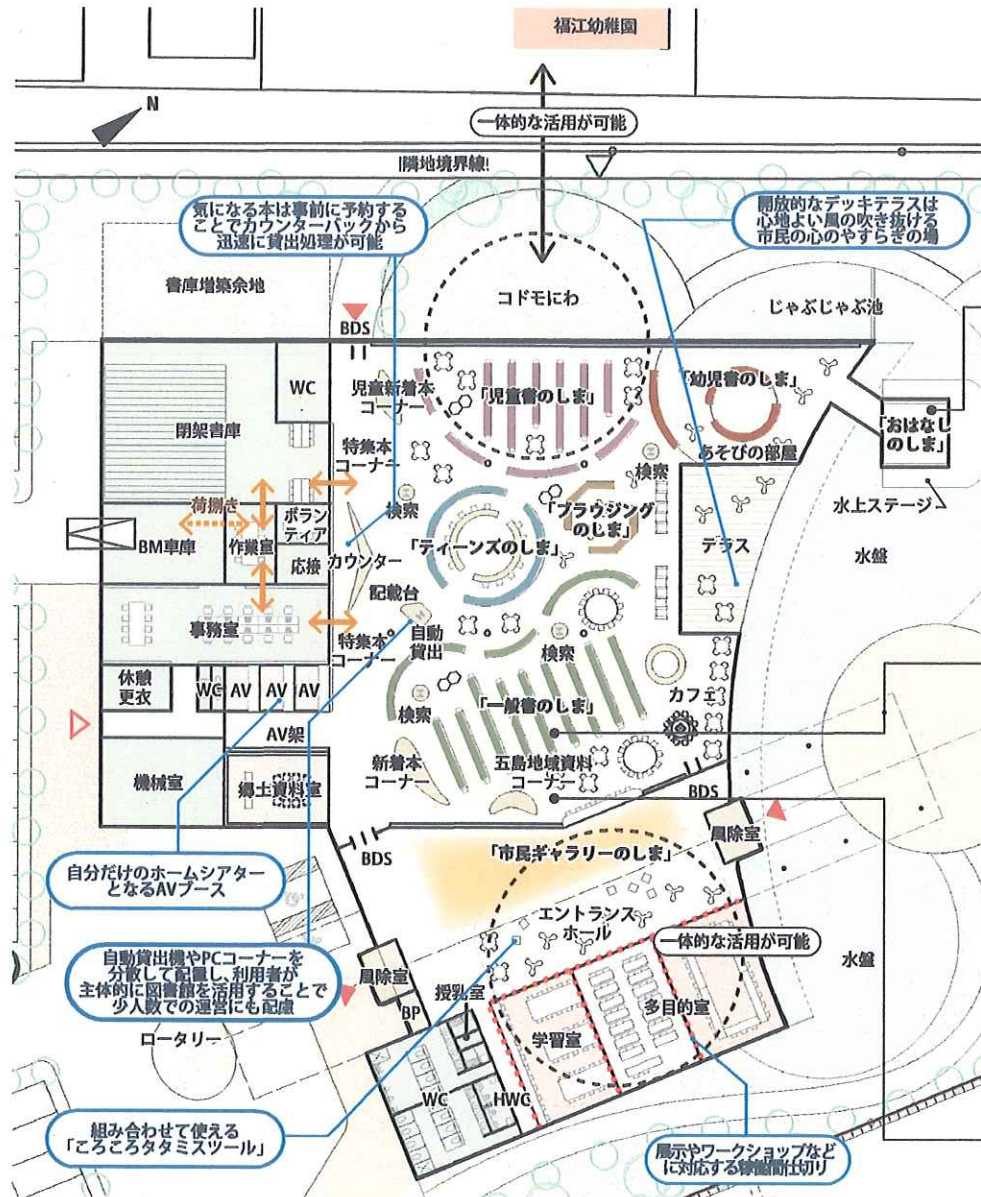 福江幼稚園
N
一体的な活用が可能
隣地境界線
気になる本は事前に予約する
ことでカウンターバックから
迅速に貸出処理が可能
開放的なデッキテラスは
心地よい風の吹き抜ける
市民の心のやすらぎの場
書庫増築余地
コドモにわ
じゃぶじゃぶ池
BDS
WC
児童新着本
コーナー
「児童書のしま」
「幼児書のしま」
閉架書庫
特集本
コーナー
「おはなし
のしま」
あそびの部屋
検索
水上ステージ
荷捌き
検索
「ブラウジング
のしま」
ボラン
ティア
BM車庫
作業室
「ティーンズのしま」
テラス
水盤
応接
カウンター
記載台
事務室
自動
貸出
特集本
コーナー
検索
休憩
更衣
WC
AV
AV
AV
カフェ
検索
「一般書のしま」
AV架
機械室
郷土資料室
新着本
コーナー
五島地域資料
コーナー
BDS
風除室
BDS
「市民ギャラリーのしま」
自分だけのホームシアター
となるAVブース
エントランス
ホール
一体的な活用が可能
水盤
自動貸出機やPCコーナーを
分散して配置し、利用者が
主体的に図書館を活用することで
少人数での運営にも配慮
風除室
授乳室
BP
多目的室
学習室
ロータリー
WC
HWC
組み合わせて使える
「ころころタタミスツール」
展示やワークショップなど
に対応する稼働間仕切り